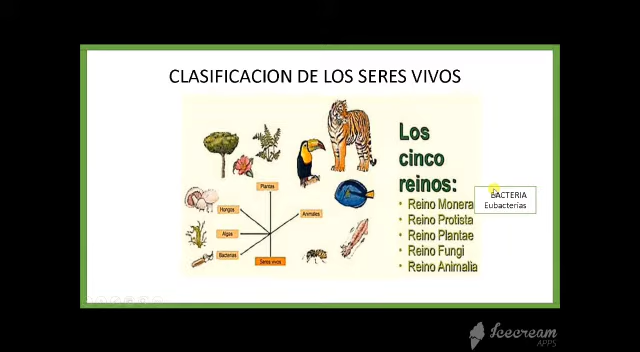 CLASIFICACION DE LOS SERES VIVOS
Los
cinco
reinos:
• Reino Monera
• Reino Protista
• Reino Plantae
• Reino Fungi
• Reino Animalia
BACTERIA
Eubacterias
Plantas
Hongos
Animales
Algas
Bacterias
Seres vivos
Icecream
APPS